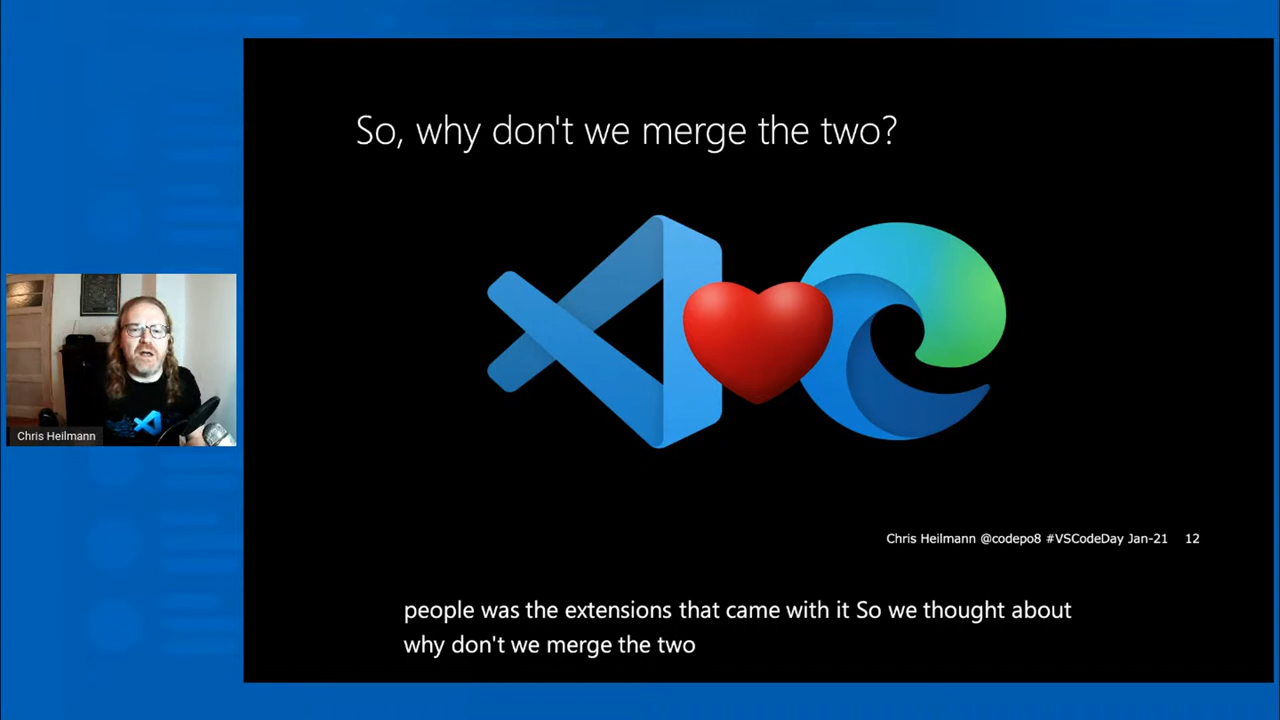 So, why don't we merge the two?
Chris Heilmann
Chris Heilmann @codepo8 #VSCodeDay Jan-21 12
people was the extensions that came with it So we thought about
why don't we merge the two